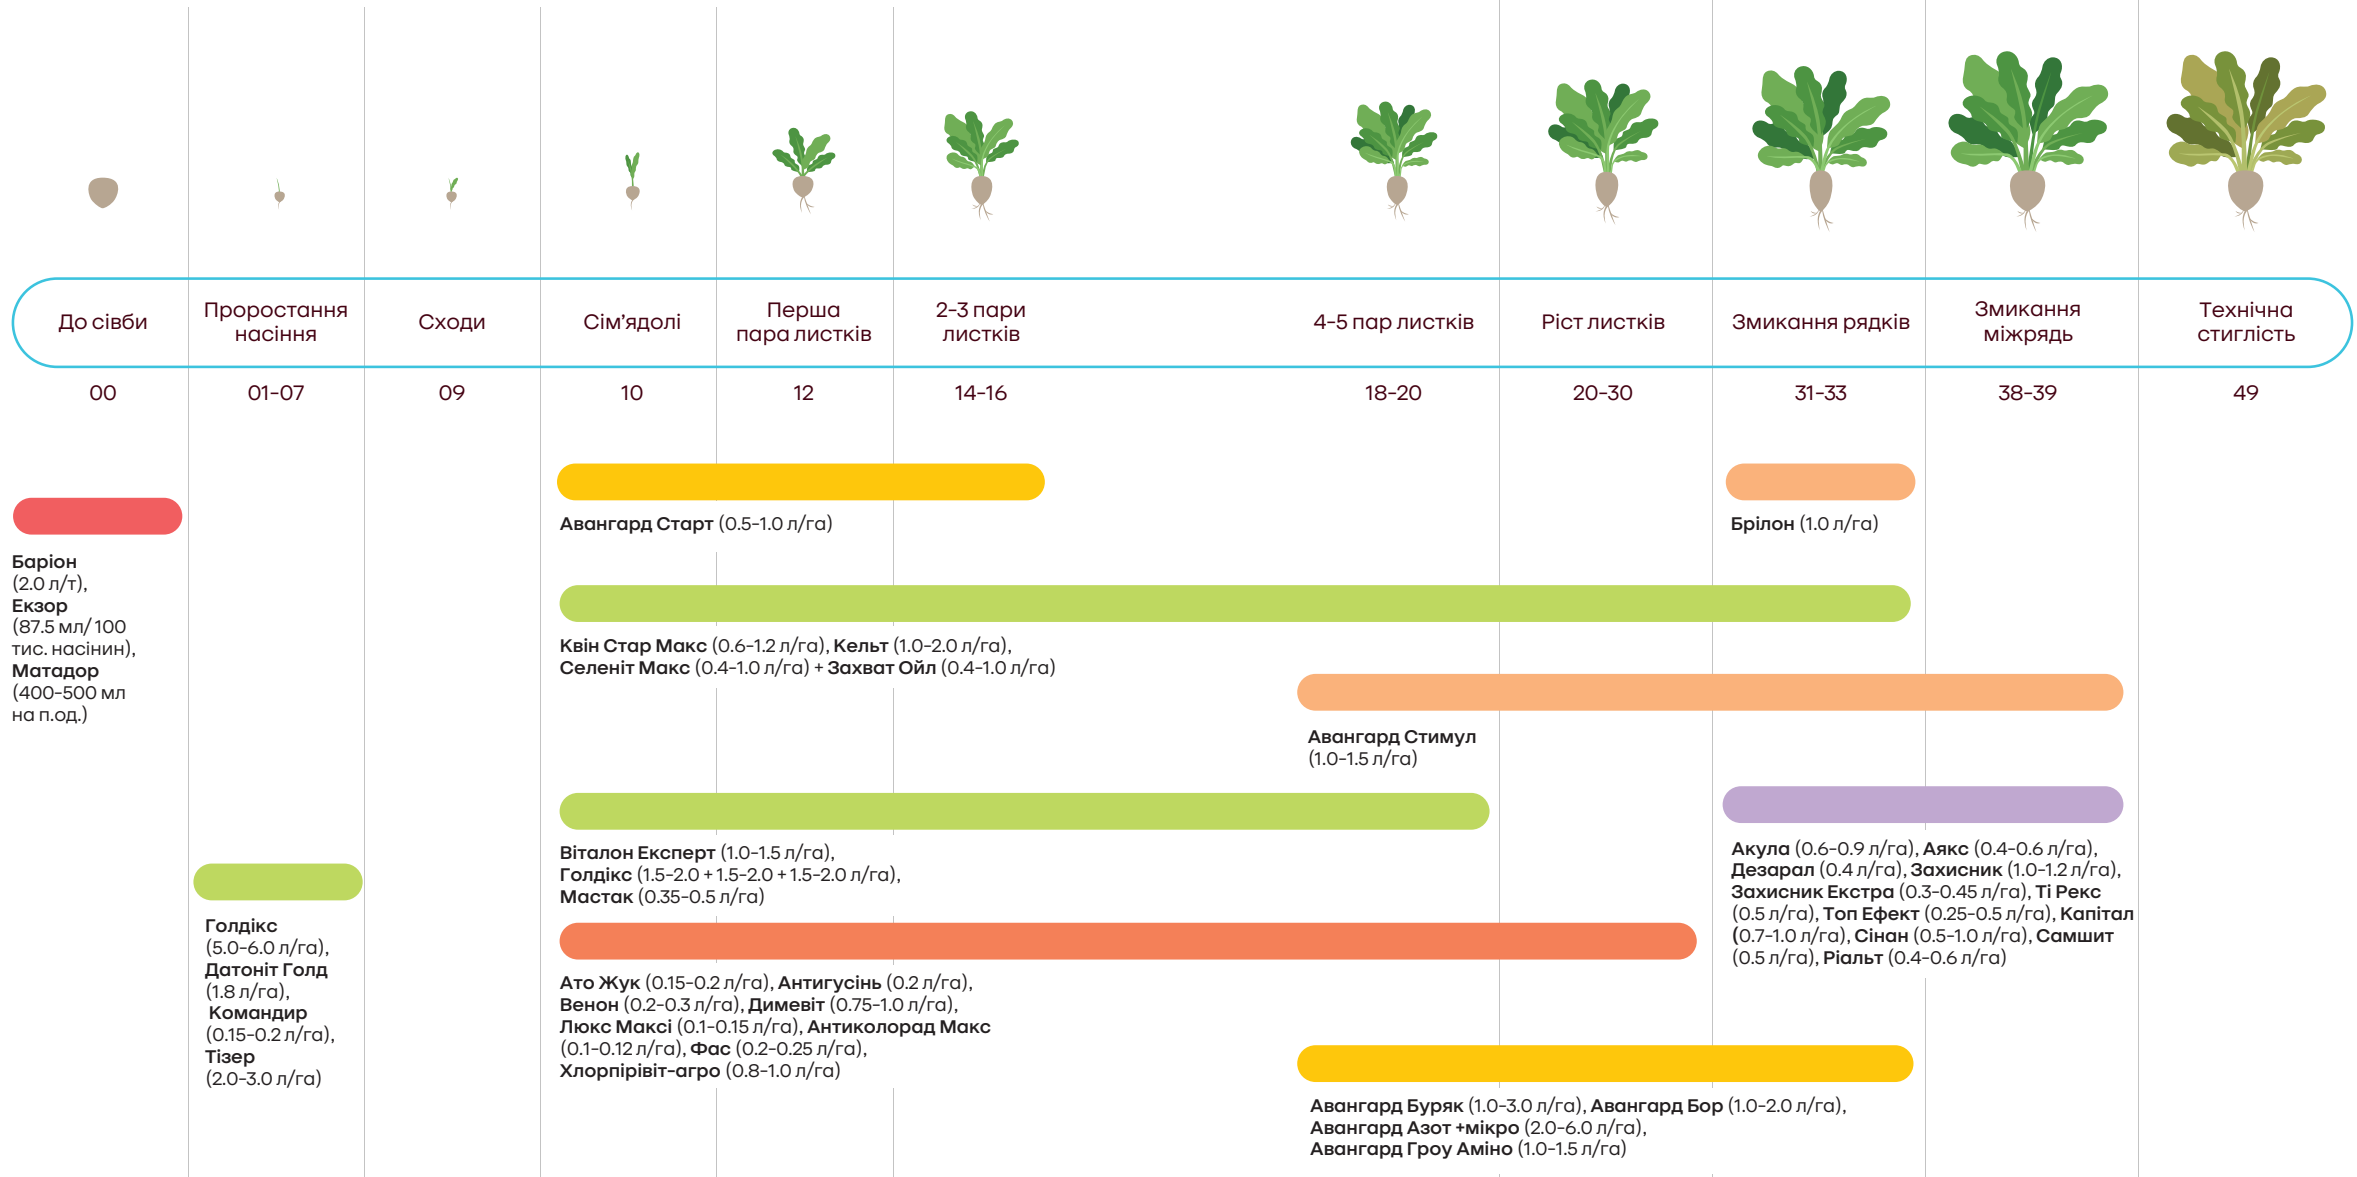 До сівби
Проростання
насіння
Сходи
Сім’ядолі
Перша
пара листків
2-3 пари
листків
4-5 пар листків
Ріст листків
Змикання рядків
Змикання
міжрядь
Технічна
стиглість
00
01-07
09
10
12
14-16
18-20
20-30
31-33
38-39
49
Баріон
(2.0 л/т),
Екзор
(87.5 мл/ 100
тис. насінин),
Матадор
(400-500 мл
на п.од.)
Голдікс
(5.0-6.0 л/га),
Датоніт Голд
(1.8 л/га),
Командир
(0.15-0.2 л/га),
Тізер
(2.0-3.0 л/га)
Авангард Старт (0.5-1.0 л/га)
Квін Стар Макс (0.6-1.2 л/га), Кельт (1.0-2.0 л/га),
Селеніт Макс (0.4-1.0 л/га) + Захват Ойл (0.4-1.0 л/га)
Віталон Експерт (1.0-1.5 л/га),
Голдікс (1.5-2.0 + 1.5-2.0 + 1.5-2.0 л/га),
Мастак (0.35-0.5 л/га)
Ато Жук (0.15-0.2 л/га), Антигусінь (0.2 л/га),
Венон (0.2-0.3 л/га), Димевіт (0.75-1.0 л/га),
Люкс Максі (0.1-0.15 л/га), Антиколорад Макс
(0.1-0.12 л/га), Фас (0.2-0.25 л/га),
Хлорпірівіт-агро (0.8-1.0 л/га)
Авангард Стимул
(1.0-1.5 л/га)
Авангард Буряк (1.0-3.0 л/га), Авангард Бор (1.0-2.0 л/га),
Авангард Азот +мікро (2.0-6.0 л/га),
Авангард Гроу Аміно (1.0-1.5 л/га)
Брілон (1.0 л/га)
Акула (0.6-0.9 л/га), Аякс (0.4-0.6 л/га),
Дезарал (0.4 л/га), Захисник (1.0-1.2 л/га),
Захисник Екстра (0.3-0.45 л/га), Ті Рекс
(0.5 л/га), Топ Ефект (0.25-0.5 л/га), Капітал
(0.7-1.0 л/га), Сінан (0.5-1.0 л/га), Самшит
(0.5 л/га), Ріальт (0.4-0.6 л/га)